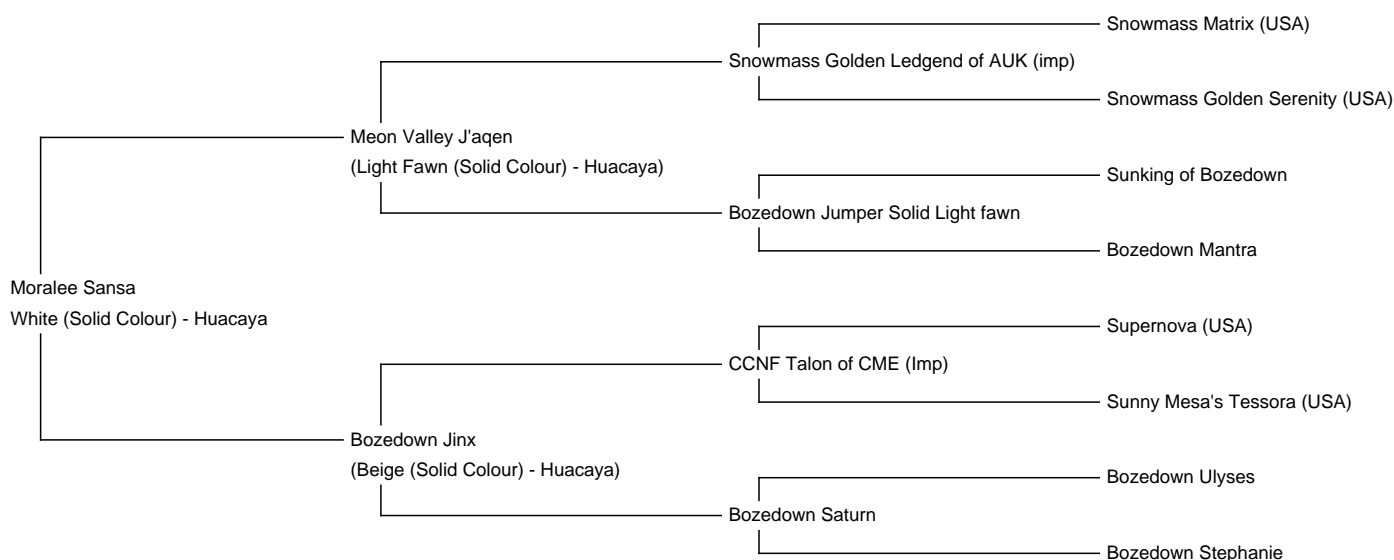 Snowmass Matrix (USA)
Snowmass Golden Ledgend of AUK (imp)
Snowmass Golden Serenity (USA)
Meon Valley J'aqen
(Light Fawn (Solid Colour) - Huacaya)
Sunking of Bozedown
Bozedown Jumper Solid Light fawn
Bozedown Mantra
Moralee Sansa
White (Solid Colour) - Huacaya
Supernova (USA)
CCNF Talon of CME (Imp)
Sunny Mesa's Tessora (USA)
Bozedown Jinx
(Beige (Solid Colour) - Huacaya)
Bozedown Ulyses
Bozedown Saturn
Bozedown Stephanie